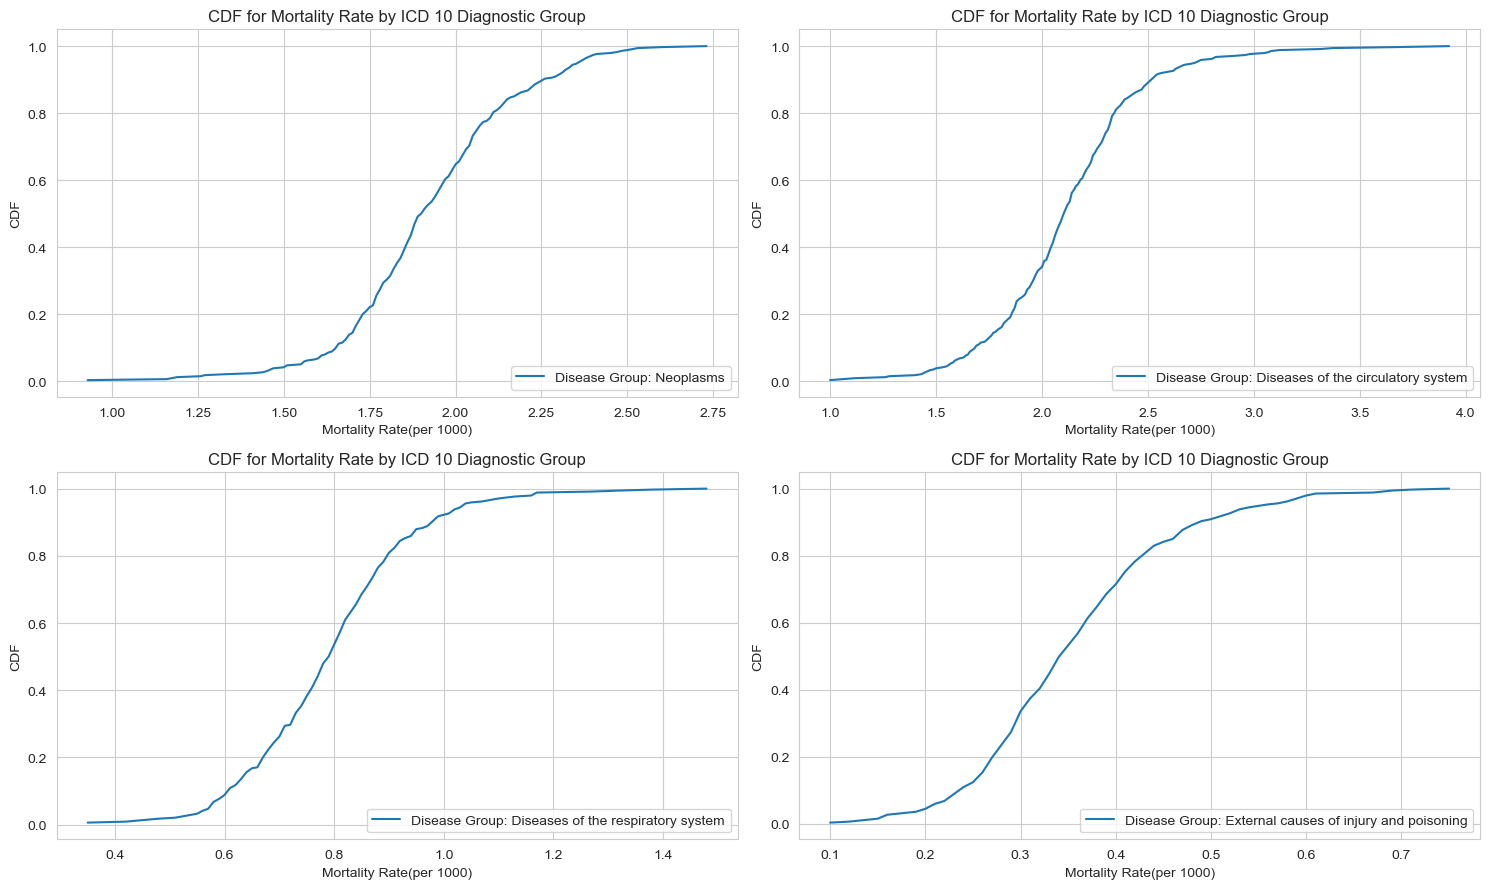 CDF for Mortality Rate by ICD 10 Diagnostic Group
1.0
0.8
0.6
0.4
0.2
0.0
CDF
Disease Group: Neoplasms
1.00 1.25 1.50 1.75 2.00 2.25 2.50 2.75
Mortality Rate(per 1000)
CDF for Mortality Rate by ICD 10 Diagnostic Group
1.0
0.8
0.6
0.4
0.2
0.0
CDF
Disease Group: Diseases of the circulatory system
1.0 1.5 2.0 2.5 3.0 3.5 4.0
Mortality Rate(per 1000)
CDF for Mortality Rate by ICD 10 Diagnostic Group
1.0
0.8
0.6
0.4
0.2
0.0
CDF
Disease Group: Diseases of the respiratory system
0.4 0.6 0.8 1.0 1.2 1.4
Mortality Rate(per 1000)
CDF for Mortality Rate by ICD 10 Diagnostic Group
1.0
0.8
0.6
0.4
0.2
0.0
CDF
Disease Group: External causes of injury and poisoning
0.1 0.2 0.3 0.4 0.5 0.6 0.7
Mortality Rate(per 1000)